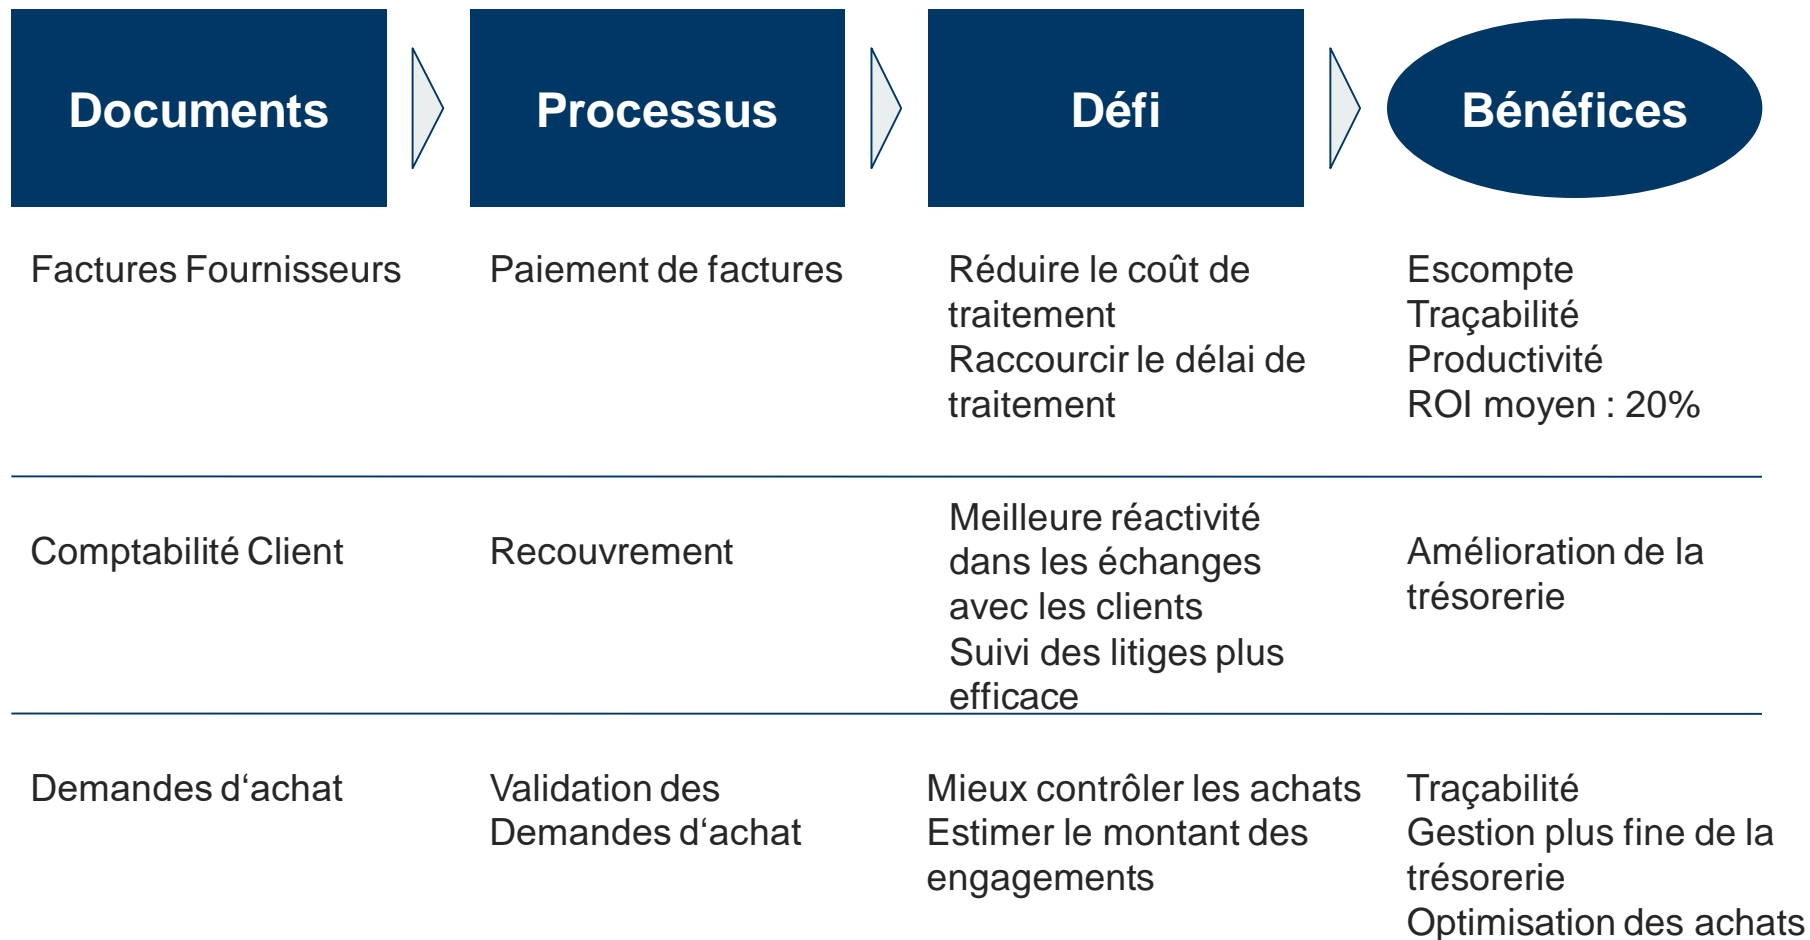 Documents
Processus
Défi
Bénéfices
Factures Fournisseurs
Paiement de factures
Réduire le coût de
traitement
Raccourcir le délai de
traitement
Escompte
Traçabilité
Productivité
ROI moyen : 20%
Comptabilité Client
Recouvrement
Meilleure réactivité
dans les échanges
avec les clients
Suivi des litiges plus
efficace
Amélioration de la
trésorerie
Demandes d‘achat
Validation des
Demandes d‘achat
Mieux contrôler les achats
Estimer le montant des
engagements
Traçabilité
Gestion plus fine de la
trésorerie
Optimisation des achats